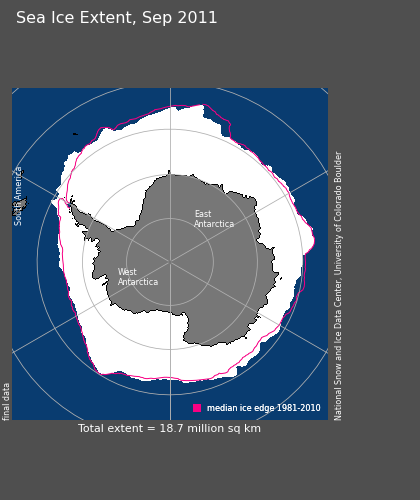 Sea Ice Extent, Sep 2011
South America
East
Antarctica
West
Antarctica
National Snow and Ice Data Center, University of Colorado Boulder
final data
median ice edge 1981-2010
Total extent = 18.7 million sq km